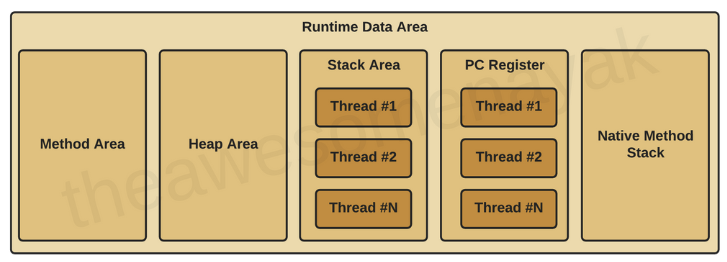 Runtime Data Area
Method Area
Heap Area
Stack Area
Thread #1
Thread #2
Thread #N
PC Register
Thread #1
Thread #2
Thread #N
Native Method
Stack
theawesomenayak